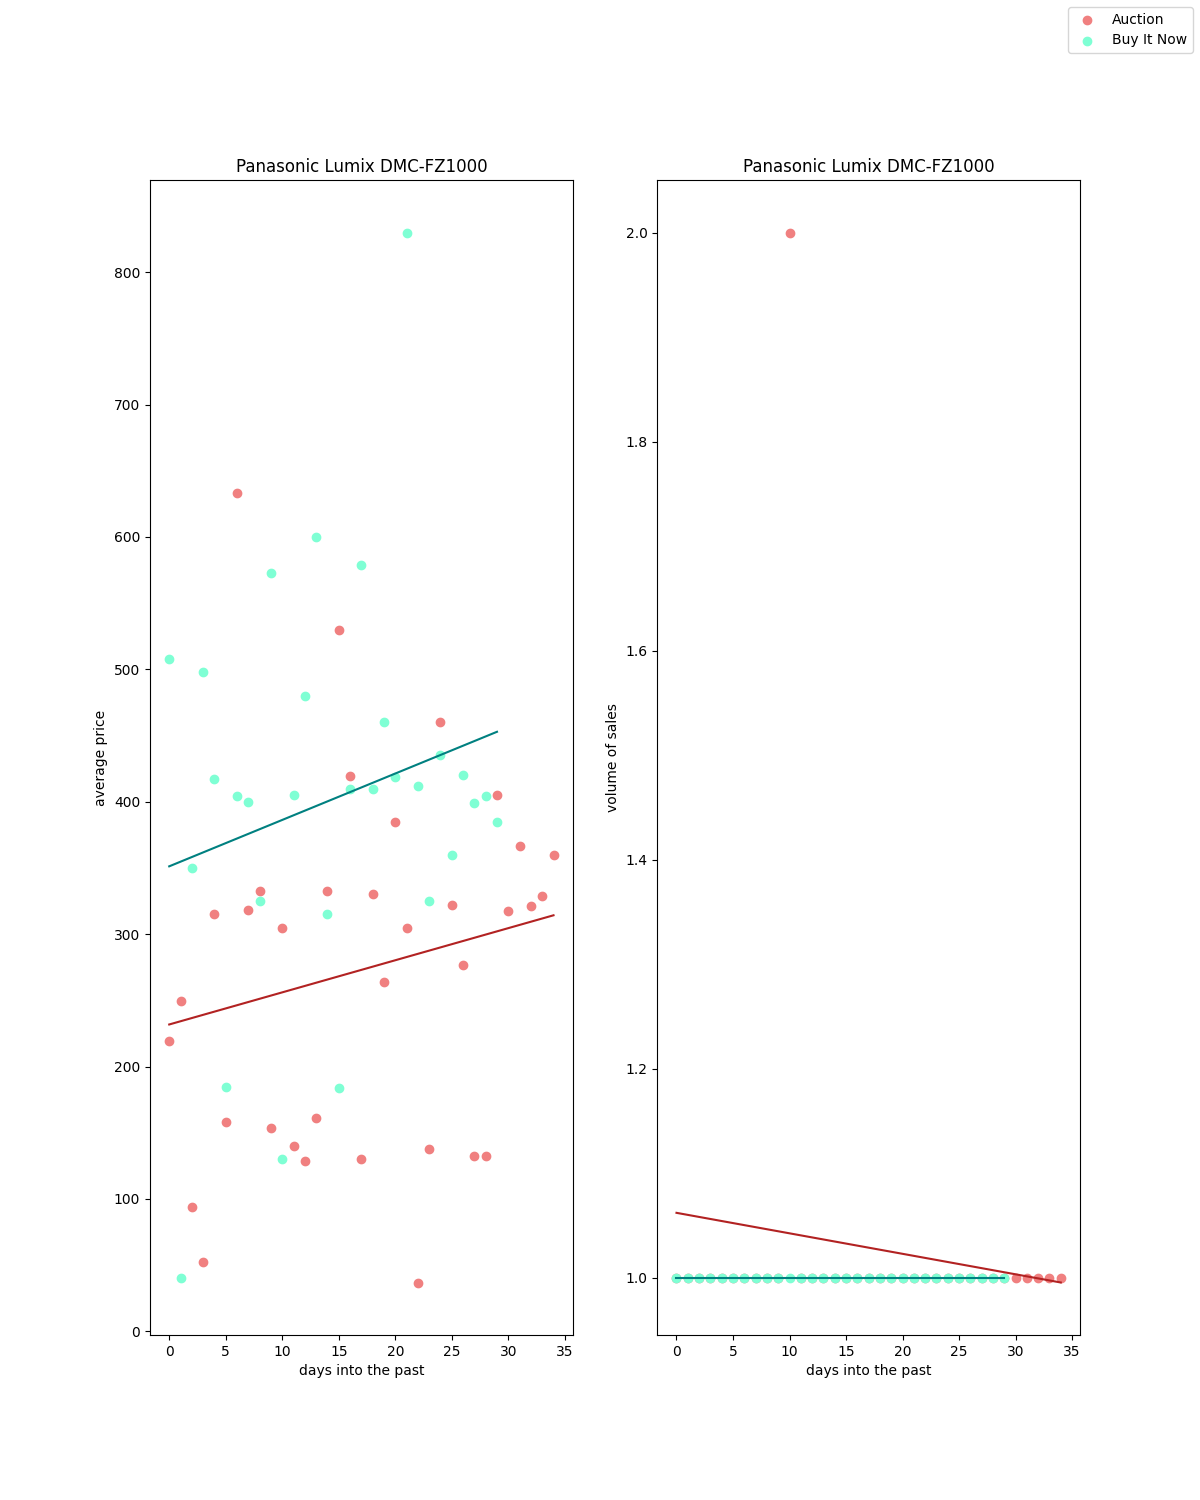 Auction
Buy It Now
Panasonic Lumix DMC-FZ1000
800
700
600
500
400
300
200
100
0
average price
0 5 10 15 20 25 30 35
days into the past
Panasonic Lumix DMC-FZ1000
2.0
1.8
1.6
1.4
1.2
1.0
volume of sales
0 5 10 15 20 25 30 35
days into the past